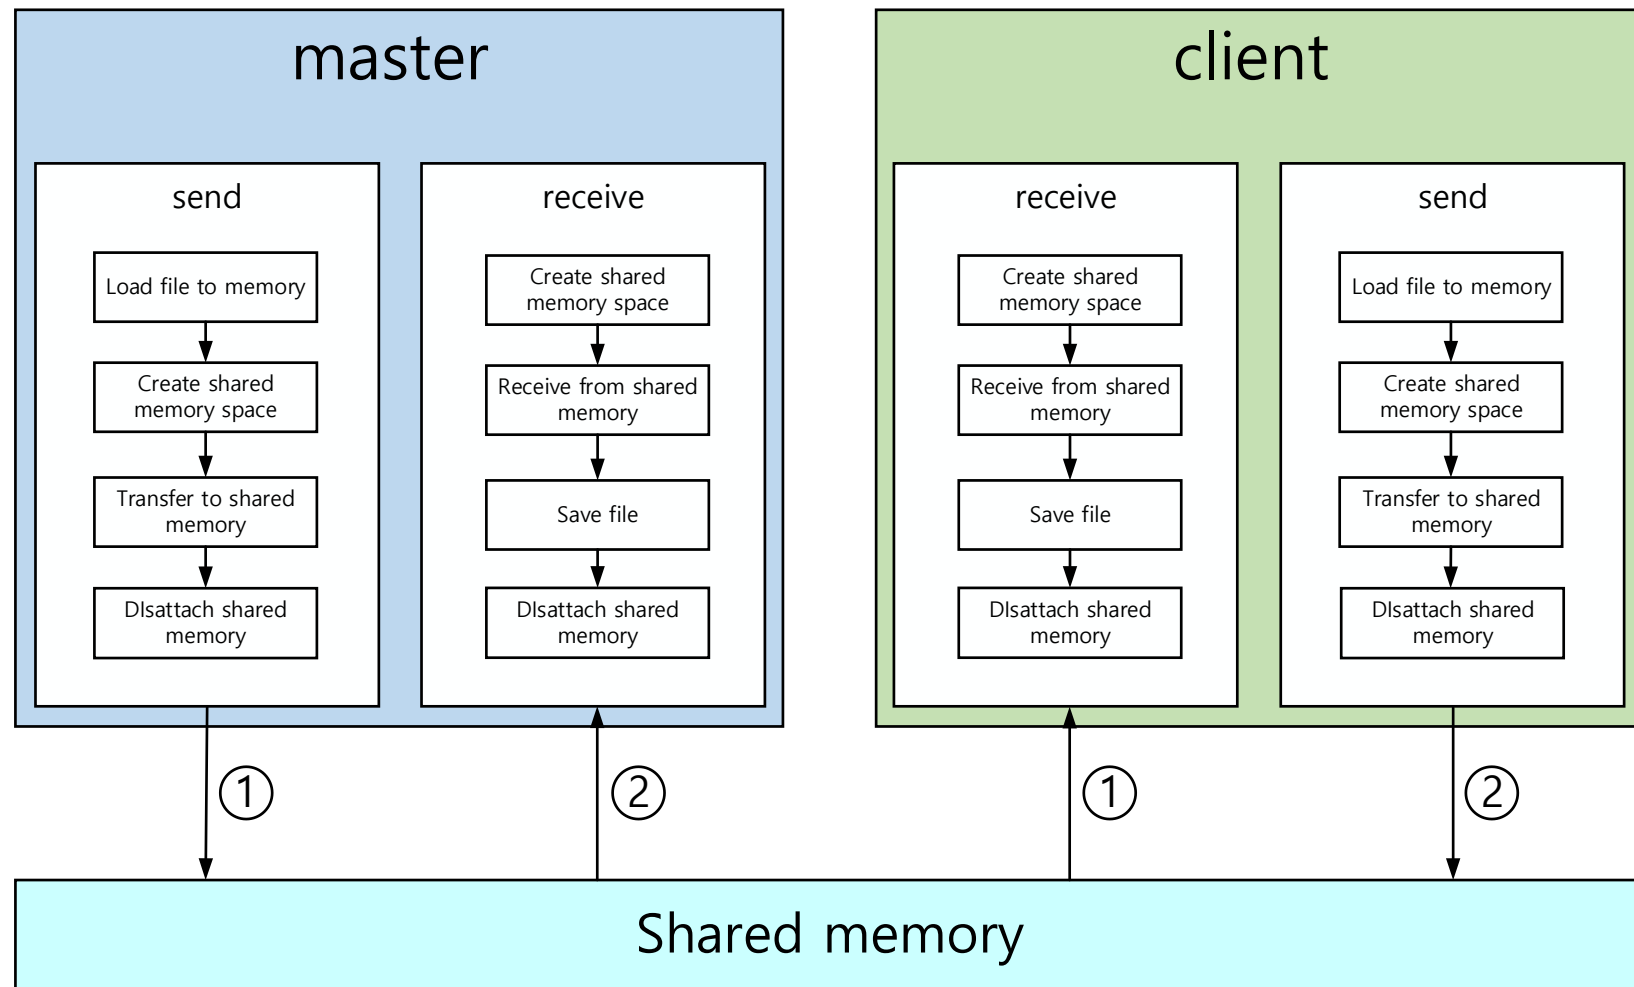 master
send
Load file to memory
Create shared
memory space
Transfer to shared
memory
DIsattach shared
memory
receive
Create shared
memory space
Receive from shared
memory
Save file
DIsattach shared
memory
client
receive
Create shared
memory space
Receive from shared
memory
Save file
DIsattach shared
memory
send
Load file to memory
Create shared
memory space
Transfer to shared
memory
DIsattach shared
memory
1
2
1
2
Shared memory